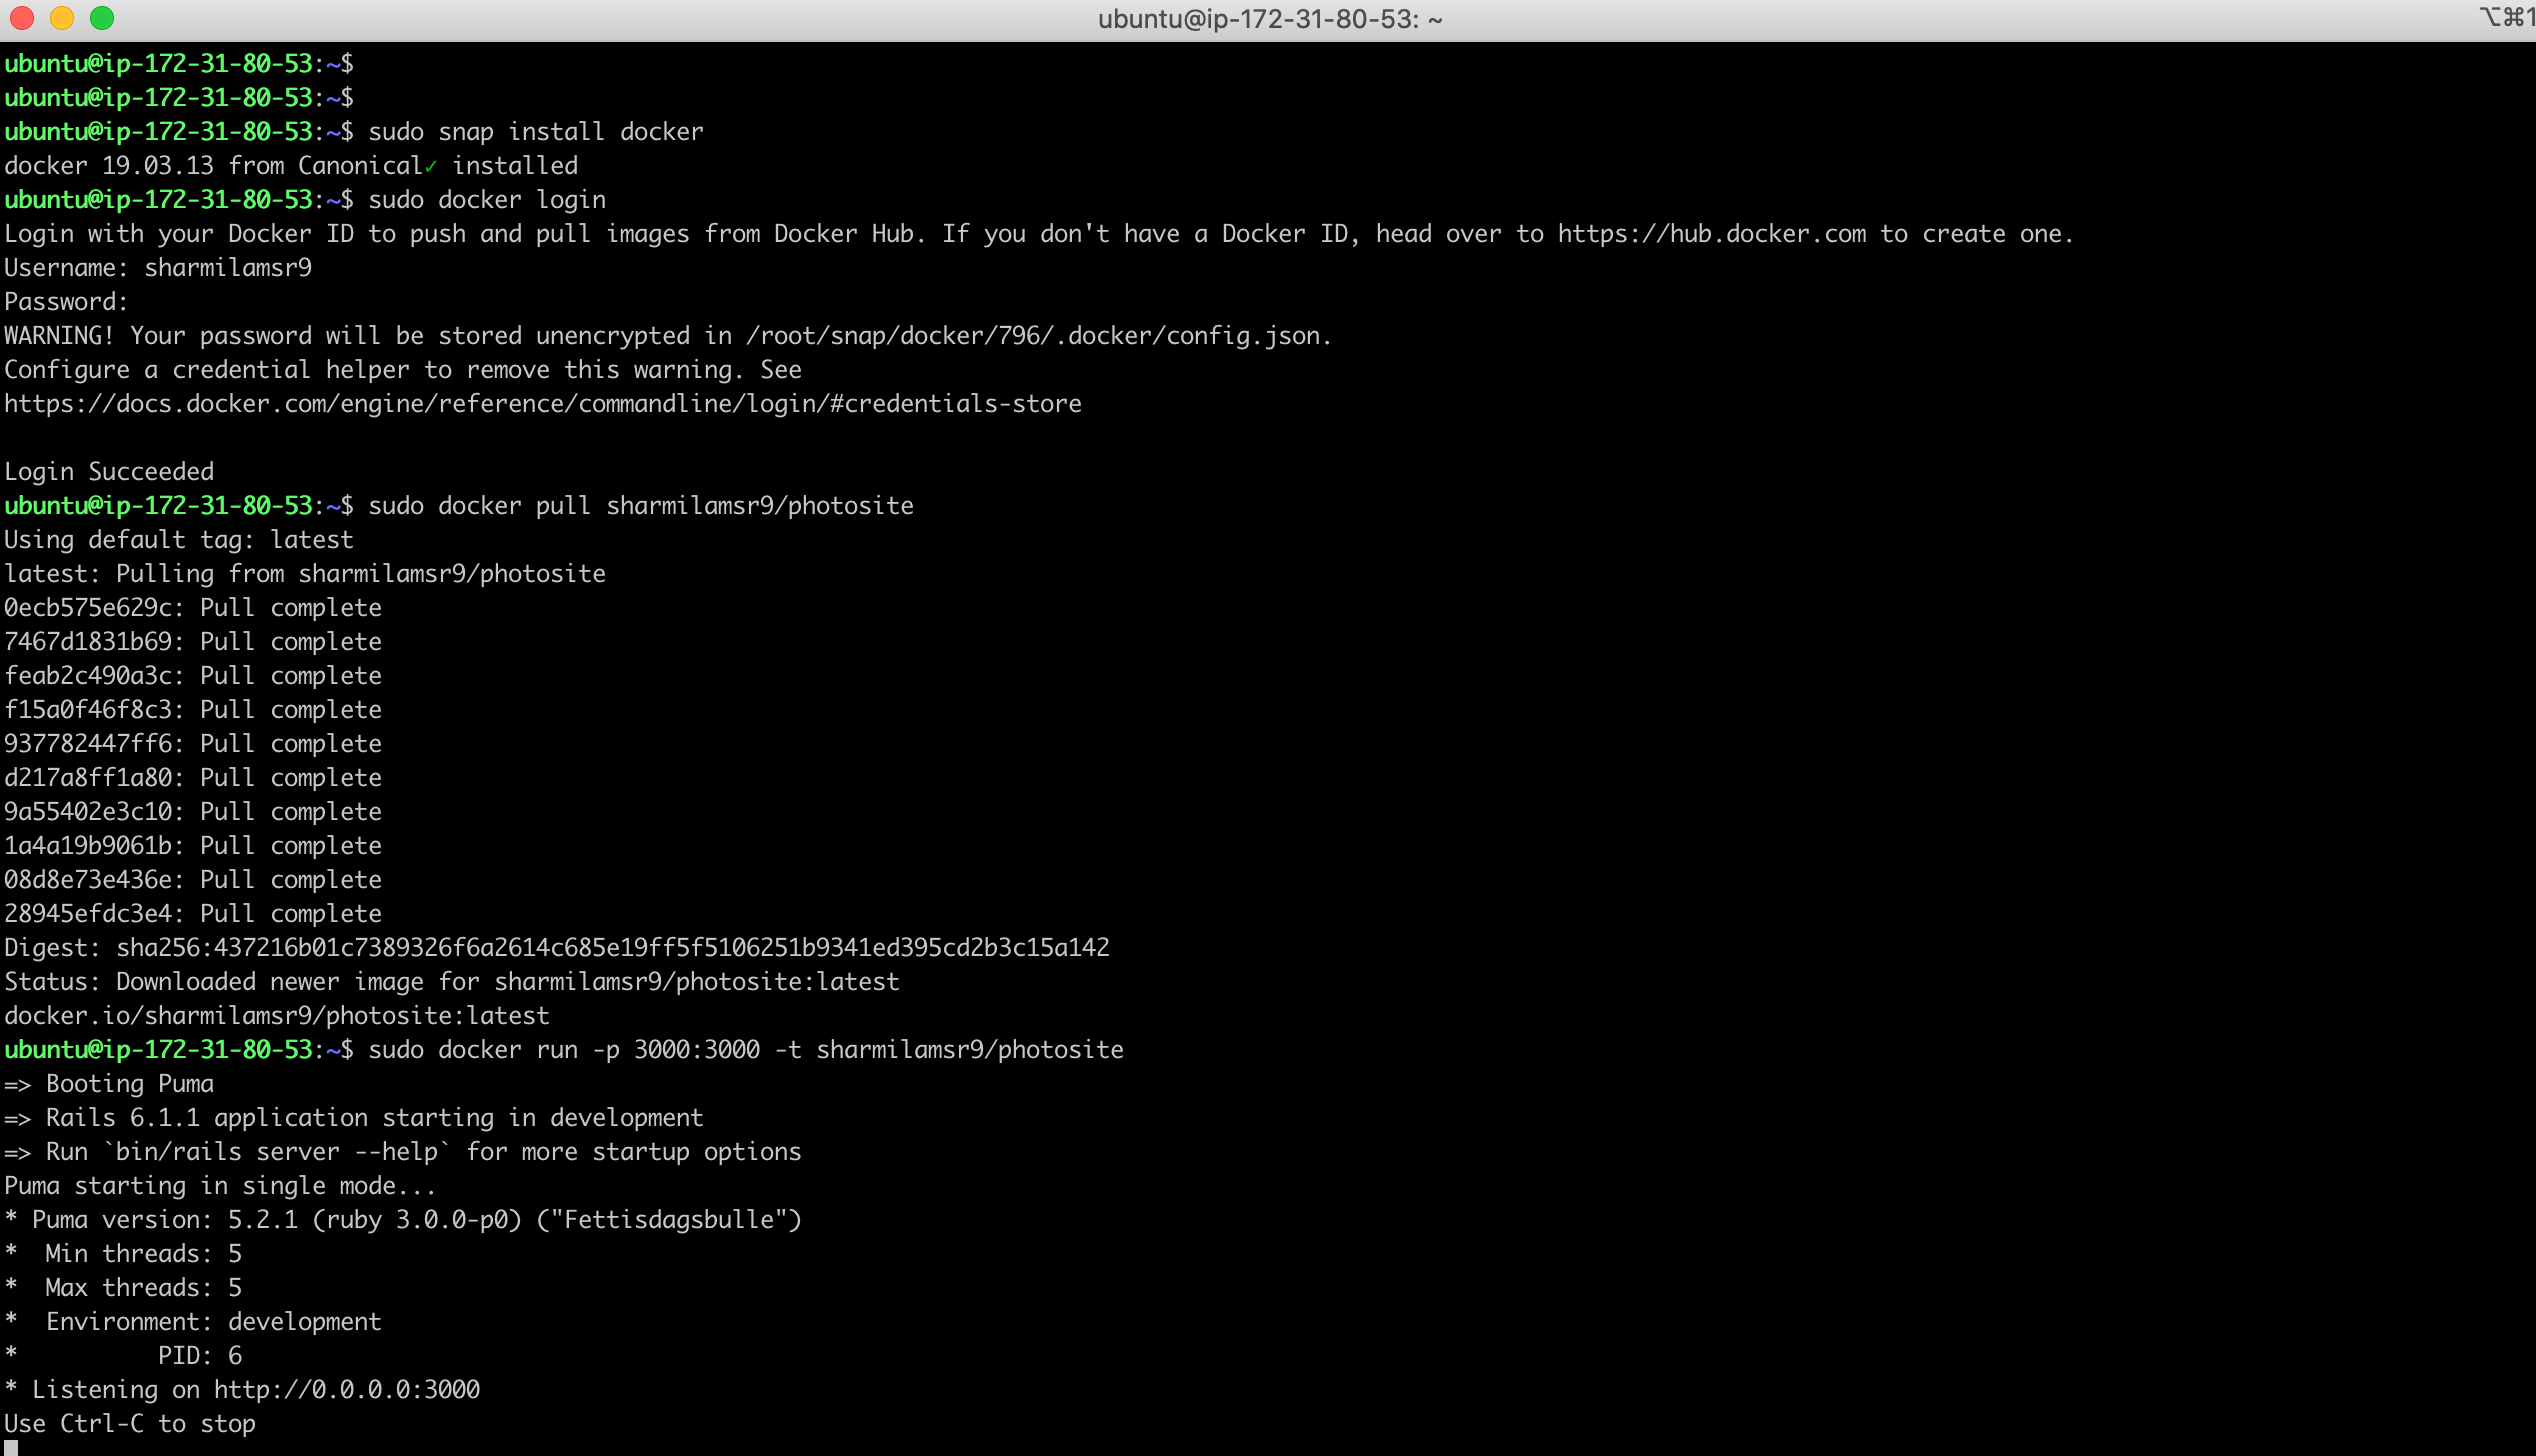 ubuntu@ip-172-31-80-53: ~
⌥⌘1
ubuntu@ip-172-31-80-53:~$
ubuntu@ip-172-31-80-53:~$
ubuntu@ip-172-31-80-53:~$ sudo snap install docker
docker 19.03.13 from Canonical✓ installed
ubuntu@ip-172-31-80-53:~$ sudo docker login
Login with your Docker ID to push and pull images from Docker Hub. If you don't have a Docker ID, head over to https://hub.docker.com to create one.
Username: sharmilamsr9
Password:
WARNING! Your password will be stored unencrypted in /root/snap/docker/796/.docker/config.json.
Configure a credential helper to remove this warning. See
https://docs.docker.com/engine/reference/commandline/login/#credentials-store
Login Succeeded
ubuntu@ip-172-31-80-53:~$ sudo docker pull sharmilamsr9/photosite
Using default tag: latest
latest: Pulling from sharmilamsr9/photosite
0ecb575e629c: Pull complete
7467d1831b69: Pull complete
feab2c490a3c: Pull complete
f15a0f46f8c3: Pull complete
937782447ff6: Pull complete
d217a8ff1a80: Pull complete
9a55402e3c10: Pull complete
1a4a19b9061b: Pull complete
08d8e73e436e: Pull complete
28945efdc3e4: Pull complete
Digest: sha256:437216b01c7389326f6a2614c685e19ff5f5106251b9341ed395cd2b3c15a142
Status: Downloaded newer image for sharmilamsr9/photosite:latest
docker.io/sharmilamsr9/photosite:latest
ubuntu@ip-172-31-80-53:~$ sudo docker run -p 3000:3000 -t sharmilamsr9/photosite
=> Booting Puma
=> Rails 6.1.1 application starting in development
=> Run `bin/rails server --help` for more startup options
Puma starting in single mode...
* Puma version: 5.2.1 (ruby 3.0.0-p0) ("Fettisdagsbulle")
*  Min threads: 5
*  Max threads: 5
*  Environment: development
*          PID: 6
* Listening on http://0.0.0.0:3000
Use Ctrl-C to stop